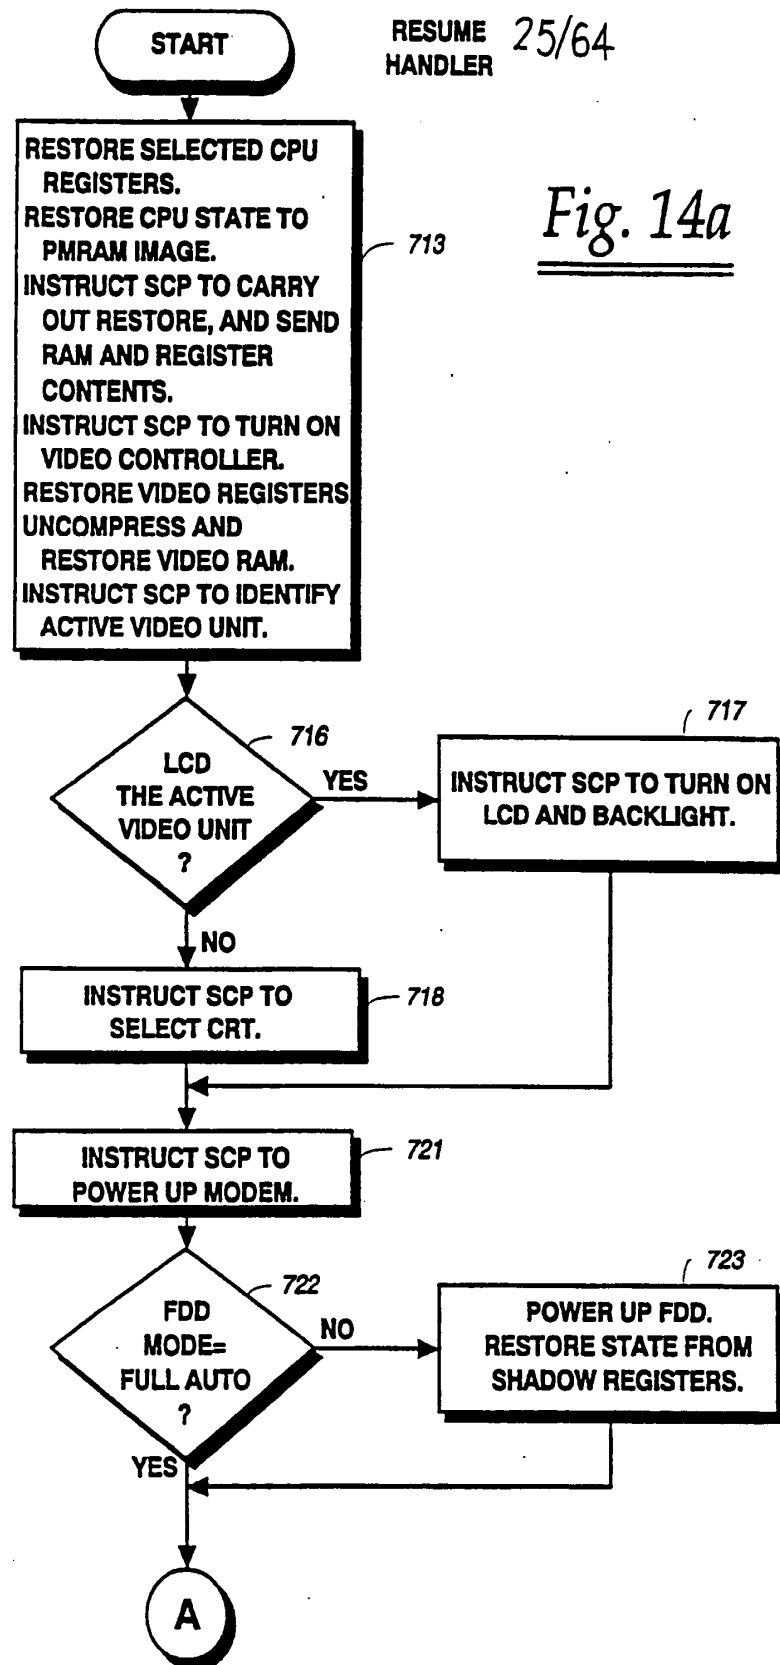 START
RESUME HANDLER 25/64
Fig. 14a
RESTORE SELECTED CPU
REGISTERS.
RESTORE CPU STATE TO
PMRAM IMAGE.
INSTRUCT SCP TO CARRY
OUT RESTORE, AND SEND
RAM AND REGISTER
CONTENTS.
INSTRUCT SCP TO TURN ON
VIDEO CONTROLLER.
RESTORE VIDEO REGISTERS
UNCOMPRESS AND
RESTORE VIDEO RAM.
INSTRUCT SCP TO IDENTIFY
ACTIVE VIDEO UNIT.
713
LCD
THE ACTIVE
VIDEO UNIT
?
716
YES
717
INSTRUCT SCP TO TURN ON
LCD AND BACKLIGHT.
NO
INSTRUCT SCP TO
SELECT CRT.
718
INSTRUCT SCP TO
POWER UP MODEM.
721
FDD
MODE=
FULL AUTO
?
722
NO
723
POWER UP FDD.
RESTORE STATE FROM
SHADOW REGISTERS.
YES
A